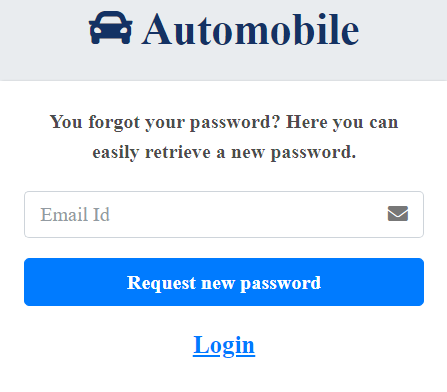 Automobile
You forgot your password? Here you can
easily retrieve a new password.
Email Id
Request new password
Login